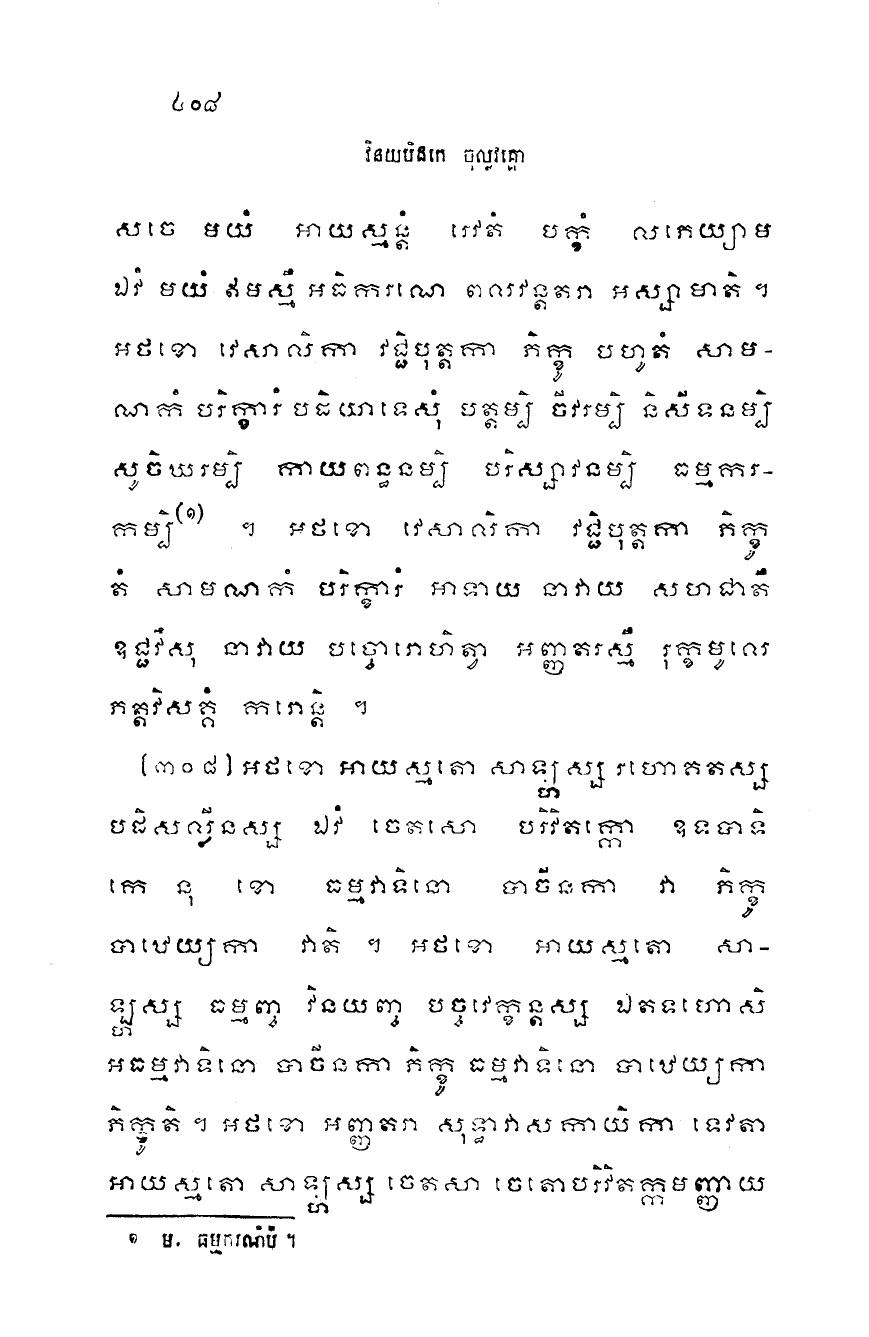 ៤០៨
វិនយបិដកេ ចុល្លវគ្គោ
សចេ មយំ អាយស្មន្តំ រេវតំ បក្ខំ លភេយ្យាម
ឯវំ មយំ ឥមស្មឹ អធិករណេ ពលវន្តតរា អស្សាមាតិ ។
អថខោ វេសាលិកា វជ្ជិបុត្តកា ភិក្ខូ បហូតំ សាម-
ណកំ បរិក្ខារំ បដិយាទេសុំ បត្តម្បិ ចីវរម្បិ និសីទនម្បិ
សូចិឃរម្បិ កាយពន្ធនម្បិ បរិស្សាវនម្បិ ធម្មករ-
កម្បិ(១) ។ អថខោ វេសាលិកា វជ្ជិបុត្តកា ភិក្ខូ
តំ សាមណកំ បរិក្ខារំ អាទាយ នាវាយ សហជាតឹ
ឧជ្ជវឹសុ នាវាយ បច្ចោរោហិត្វា អញ្ញតរស្មឹ រុក្ខមូលេ
ភត្តវិសគ្គំ ករោន្តិ ។
(៣០៨) អថខោ អាយស្មតោ សាឡ្ហស្ស រហោគតស្ស
បដិសល្លីនស្ស ឯវំ ចេតសោ បរិវិតក្កោ ឧទបាទិ
កេ នុ ខោ ធម្មវាទិនោ បាចីនកា វា ភិក្ខូ
បាឋេយ្យកា វាតិ ។ អថខោ អាយស្មតោ សា-
ឡ្ហស្ស ធម្មញ្ច វិនយញ្ច បច្ចវេក្ខន្តស្ស ឯតទហោសិ
អធម្មវាទិនោ បាចីនកា ភិក្ខូ ធម្មវាទិនោ បាឋេយ្យកា
ភិក្ខូតិ ។ អថខោ អញ្ញតរា សុទ្ធាវាសកាយិកា ទេវតា
អាយស្មតោ សាឡ្ហស្ស ចេតសា ចេតោបរិវិតក្កមញ្ញាយ
១ ម. ធម្មករណំបិ ។